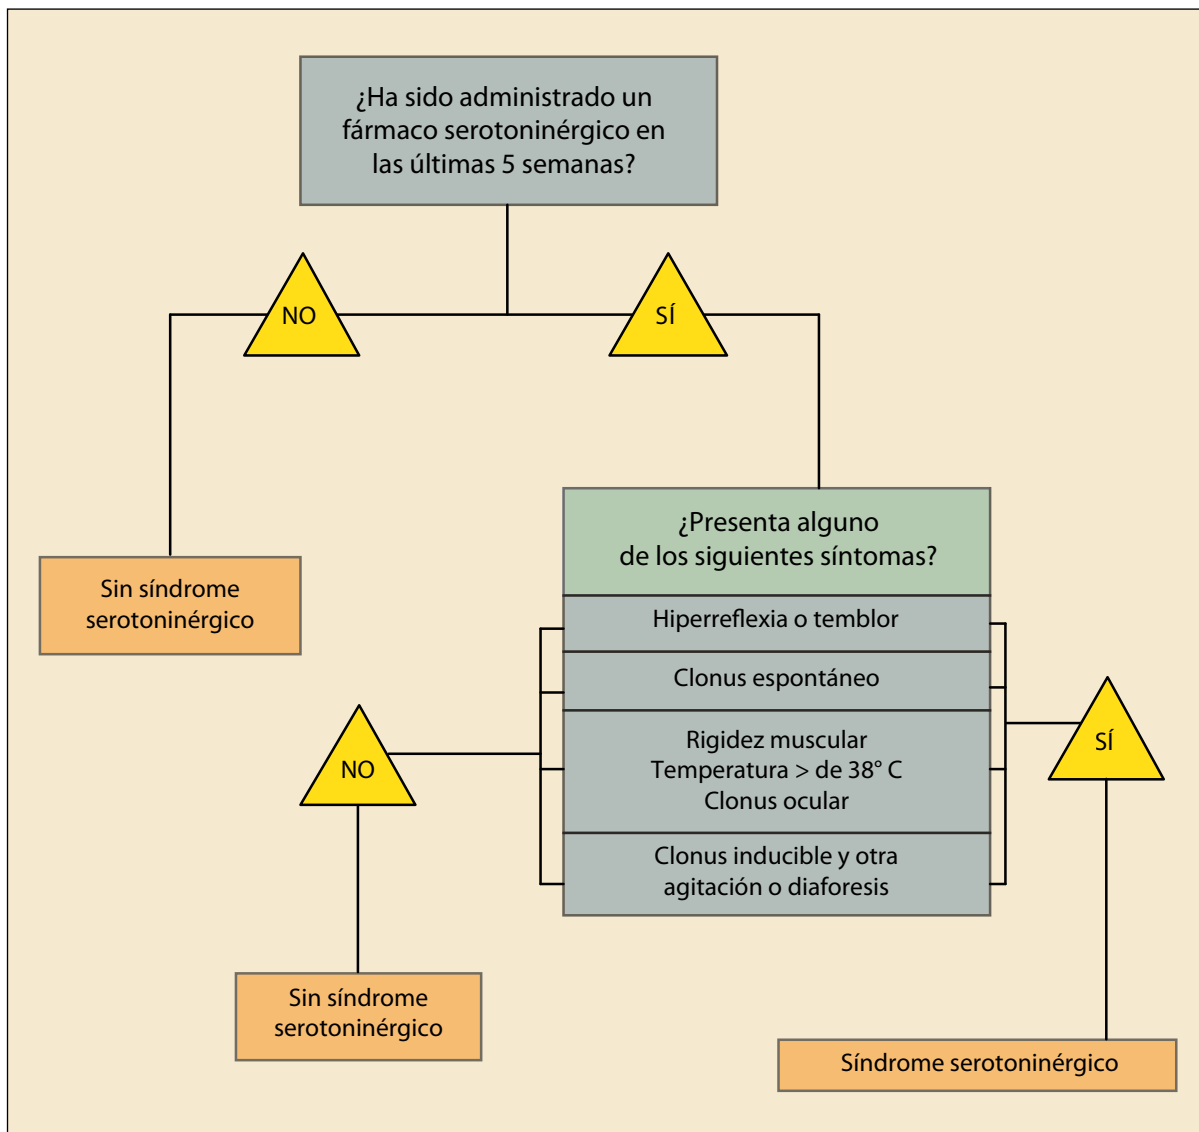 ¿Ha sido administrado un
fármaco serotoninérgico en
las últimas 5 semanas?
NO
SÍ
Sin síndrome
serotoninérgico
¿Presenta alguno
de los siguientes síntomas?
Hiperreflexia o temblor
Clonus espontáneo
Rigidez muscular
Temperatura > de 38° C
Clonus ocular
Clonus inducible y otra
agitación o diaforesis
NO
SÍ
Sin síndrome
serotoninérgico
Síndrome serotoninérgico